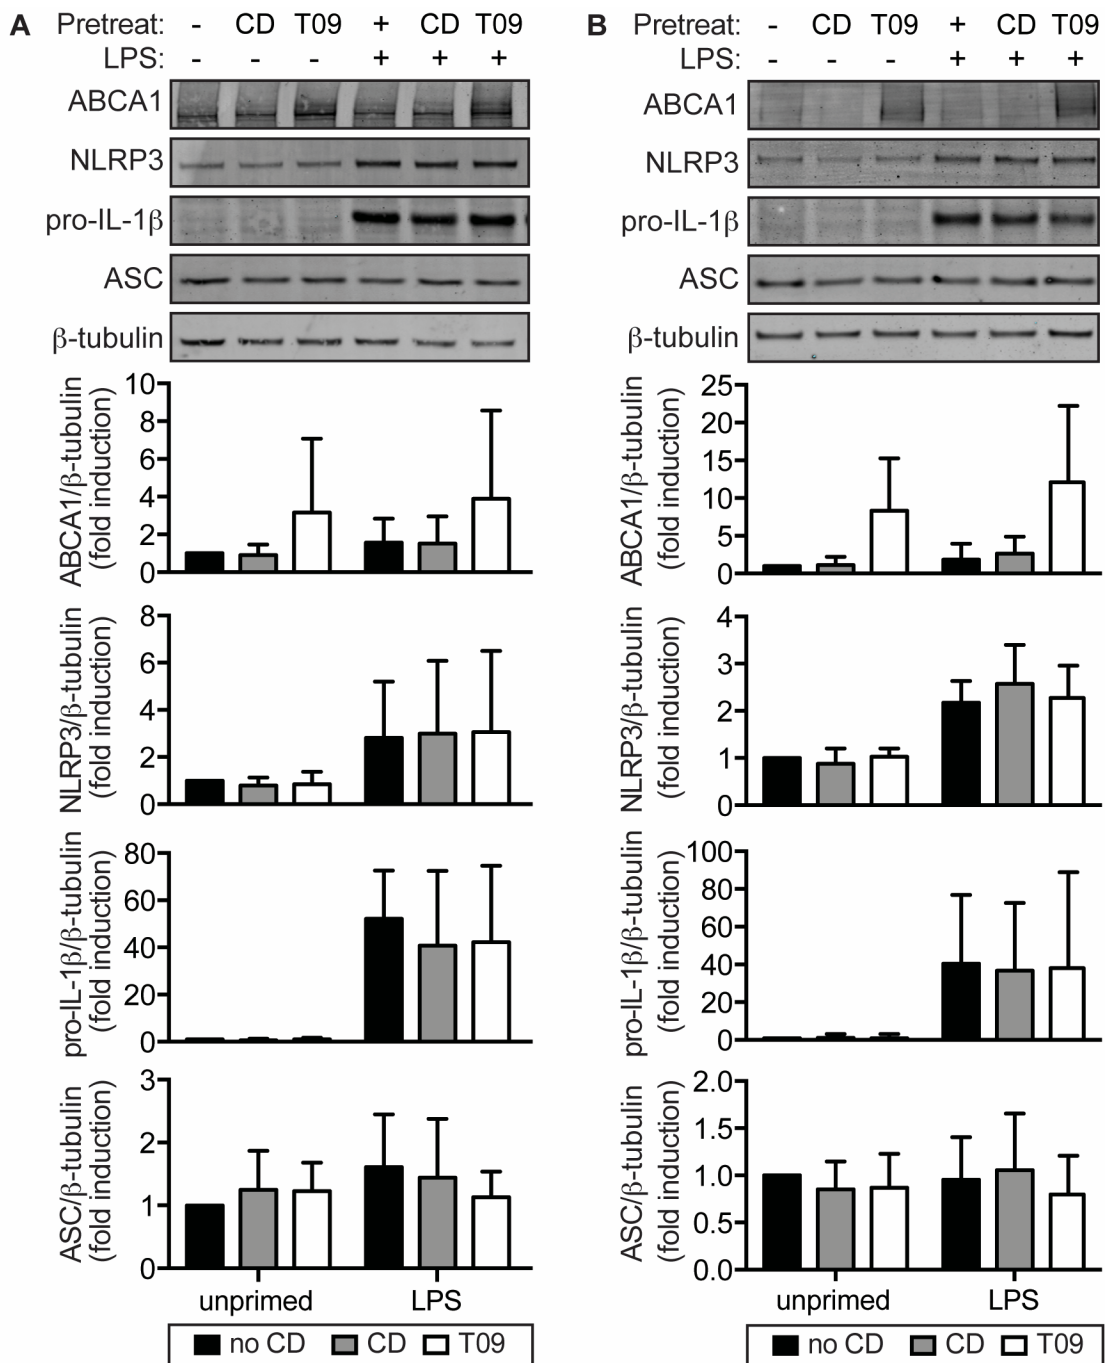 A Pretreat: - CD T09 + CD T09
LPS: - - - + + +
ABCA1
NLRP3
pro-IL-1β
ASC
β-tubulin
ABCA1/β-tubulin
(fold induction)
10
8
6
4
2
0
NLRP3/β-tubulin
(fold induction)
8
6
4
2
0
pro-IL-1β/β-tubulin
(fold induction)
80
60
40
20
0
ASC/β-tubulin
(fold induction)
3
2
1
0
unprimed LPS
no CD CD T09
B Pretreat: - CD T09 + CD T09
LPS: - - - + + +
ABCA1
NLRP3
pro-IL-1β
ASC
β-tubulin
ABCA1/β-tubulin
(fold induction)
25
20
15
10
5
0
NLRP3/β-tubulin
(fold induction)
4
3
2
1
0
pro-IL-1β/β-tubulin
(fold induction)
100
80
60
40
20
0
ASC/β-tubulin
(fold induction)
2.0
1.5
1.0
0.5
0.0
unprimed LPS
no CD CD T09